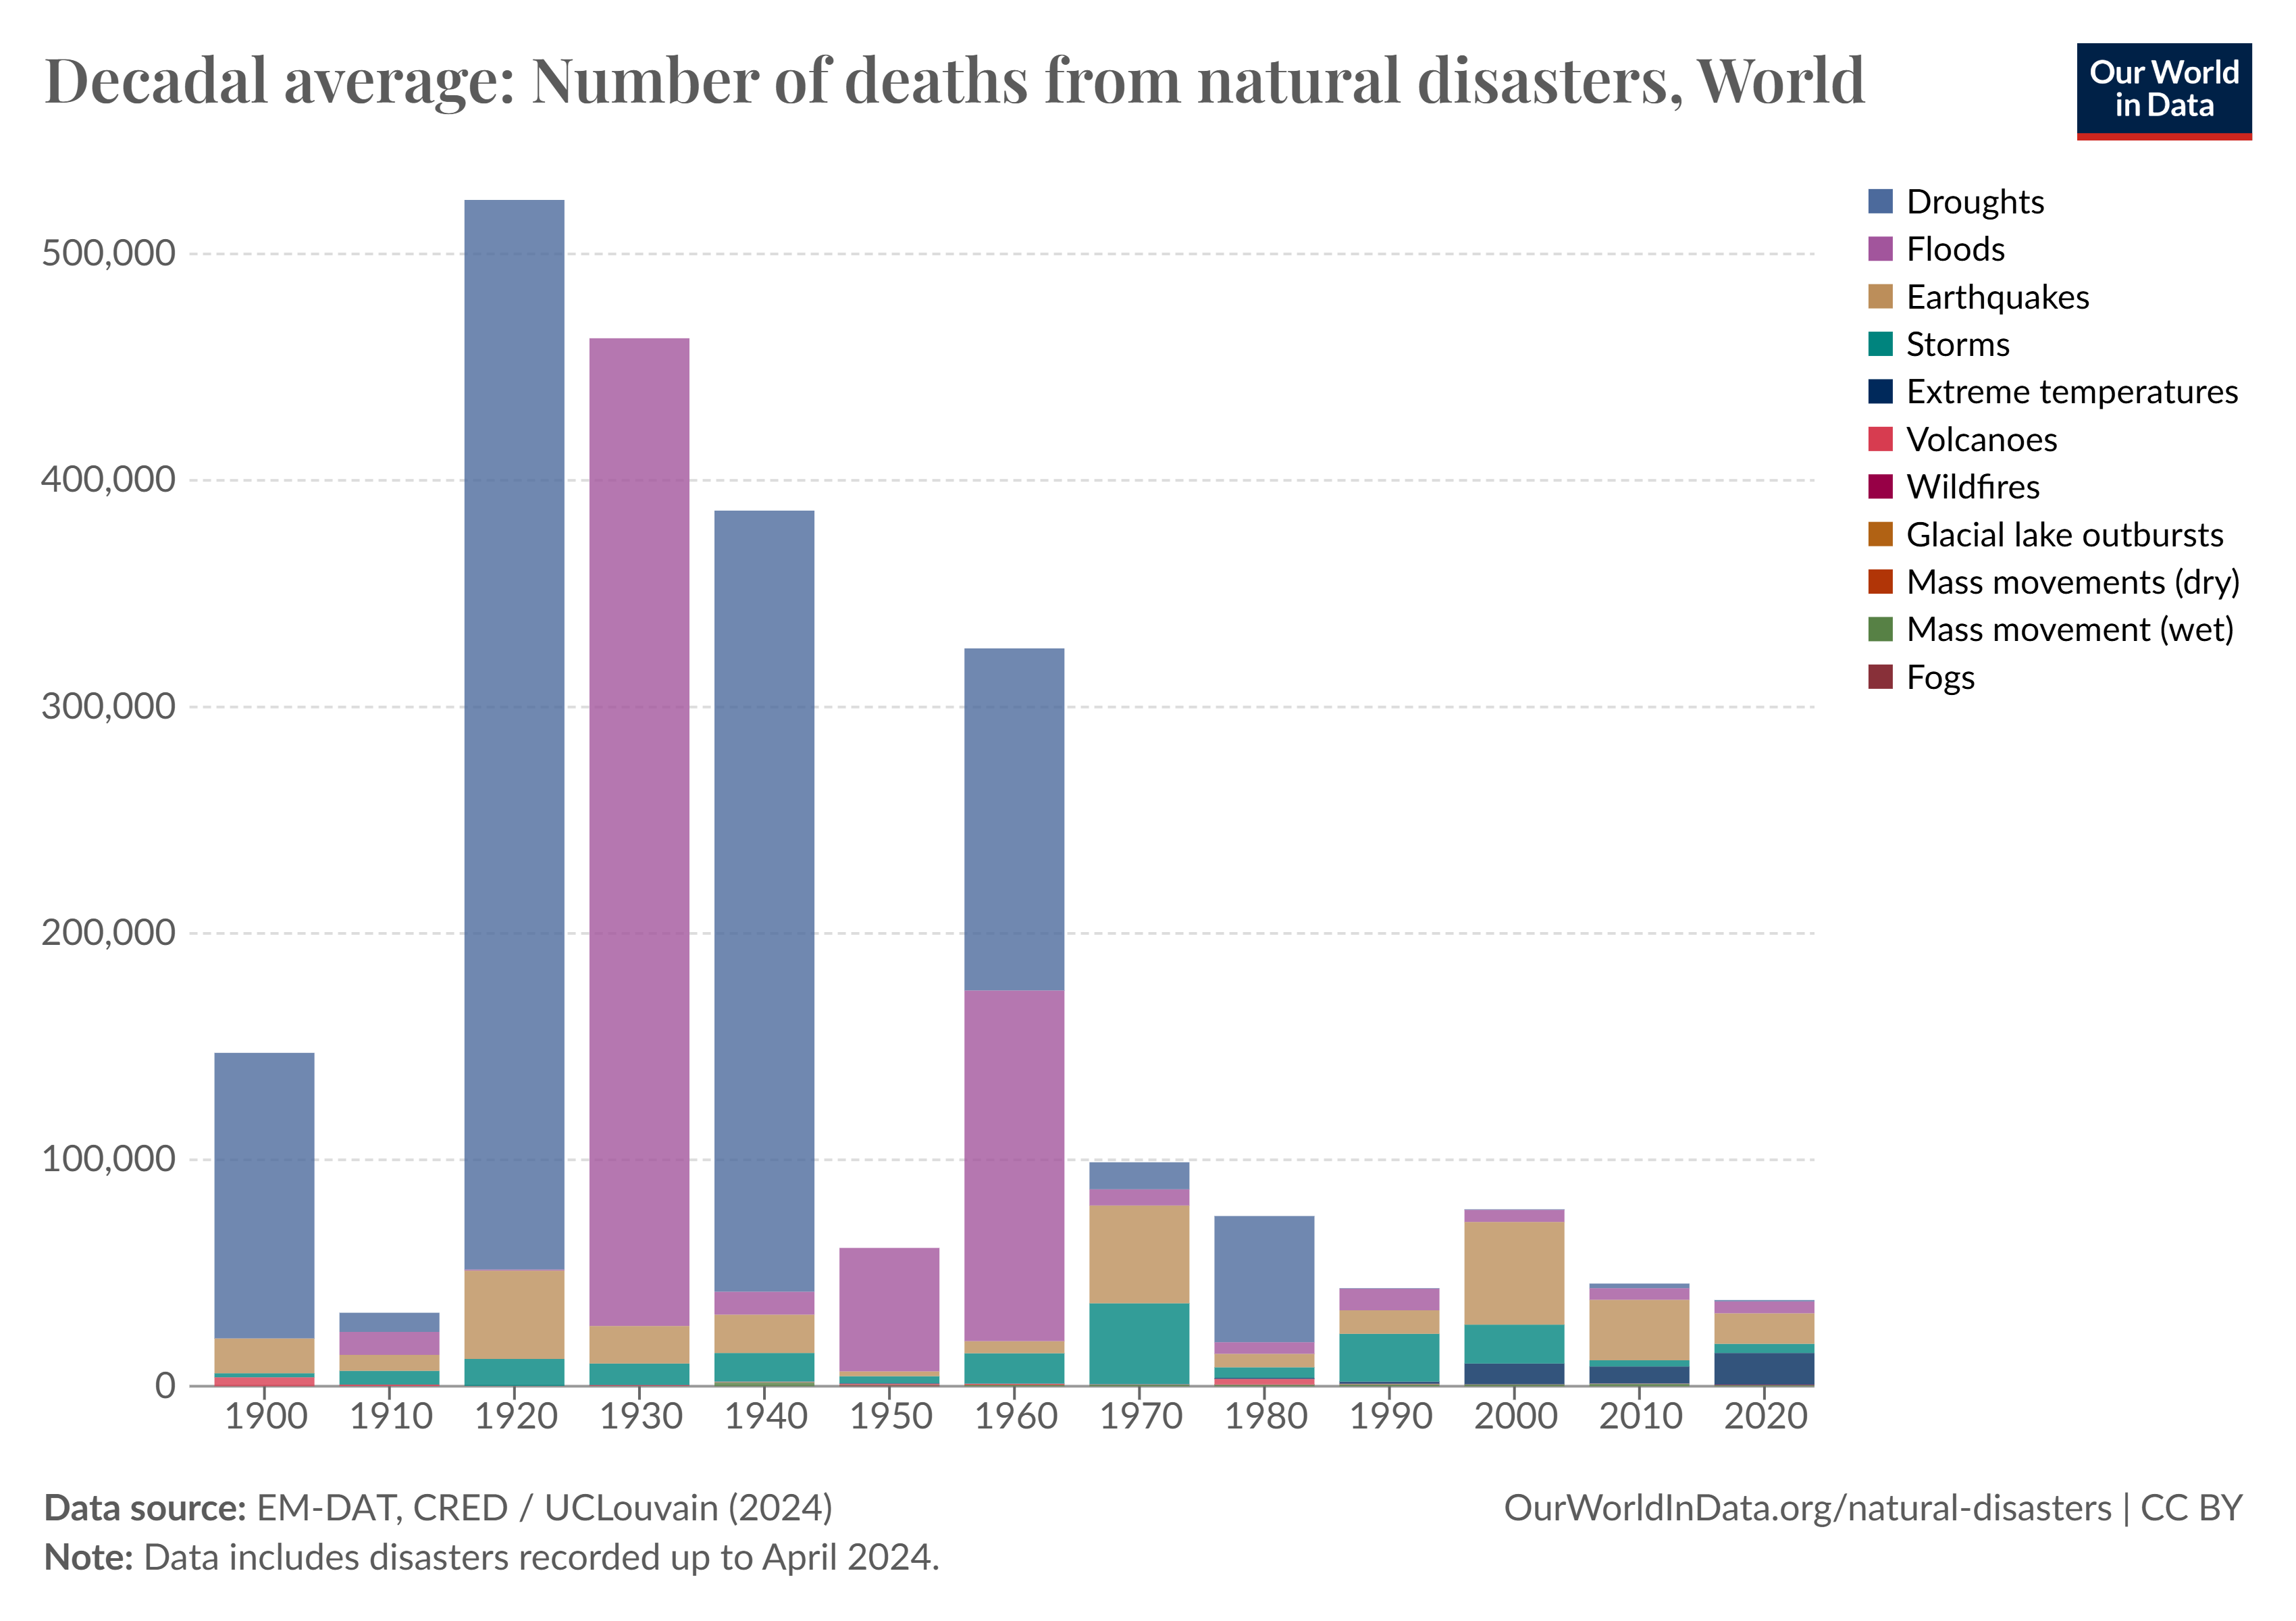 Decadal average: Number of deaths from natural disasters, World
Our World
in Data
Droughts
Floods
Earthquakes
Storms
Extreme temperatures
Volcanoes
Wildfires
Glacial lake outbursts
Mass movements (dry)
Mass movement (wet)
Fogs
500,000
400,000
300,000
200,000
100,000
0
1900 1910 1920 1930 1940 1950 1960 1970 1980 1990 2000 2010 2020
Data source: EM-DAT, CRED / UCLouvain (2024)
OurWorldInData.org/natural-disasters | CC BY
Note: Data includes disasters recorded up to April 2024.